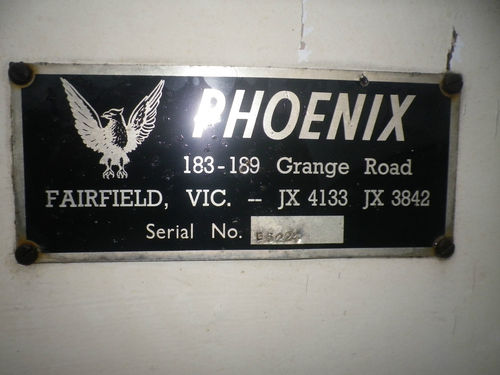 PHOENIX
183-189 Grange Road
FAIRFIELD, VIC. -- JX 4133 JX 3842
Serial No.